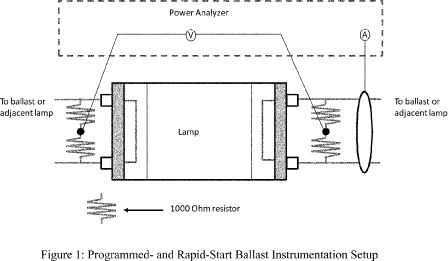 Power Analyzer
V
A
To ballast or
adjacent lamp
To ballast or
adjacent lamp
Lamp
1000 Ohm resistor
Figure 1: Programmed- and Rapid-Start Ballast Instrumentation Setup